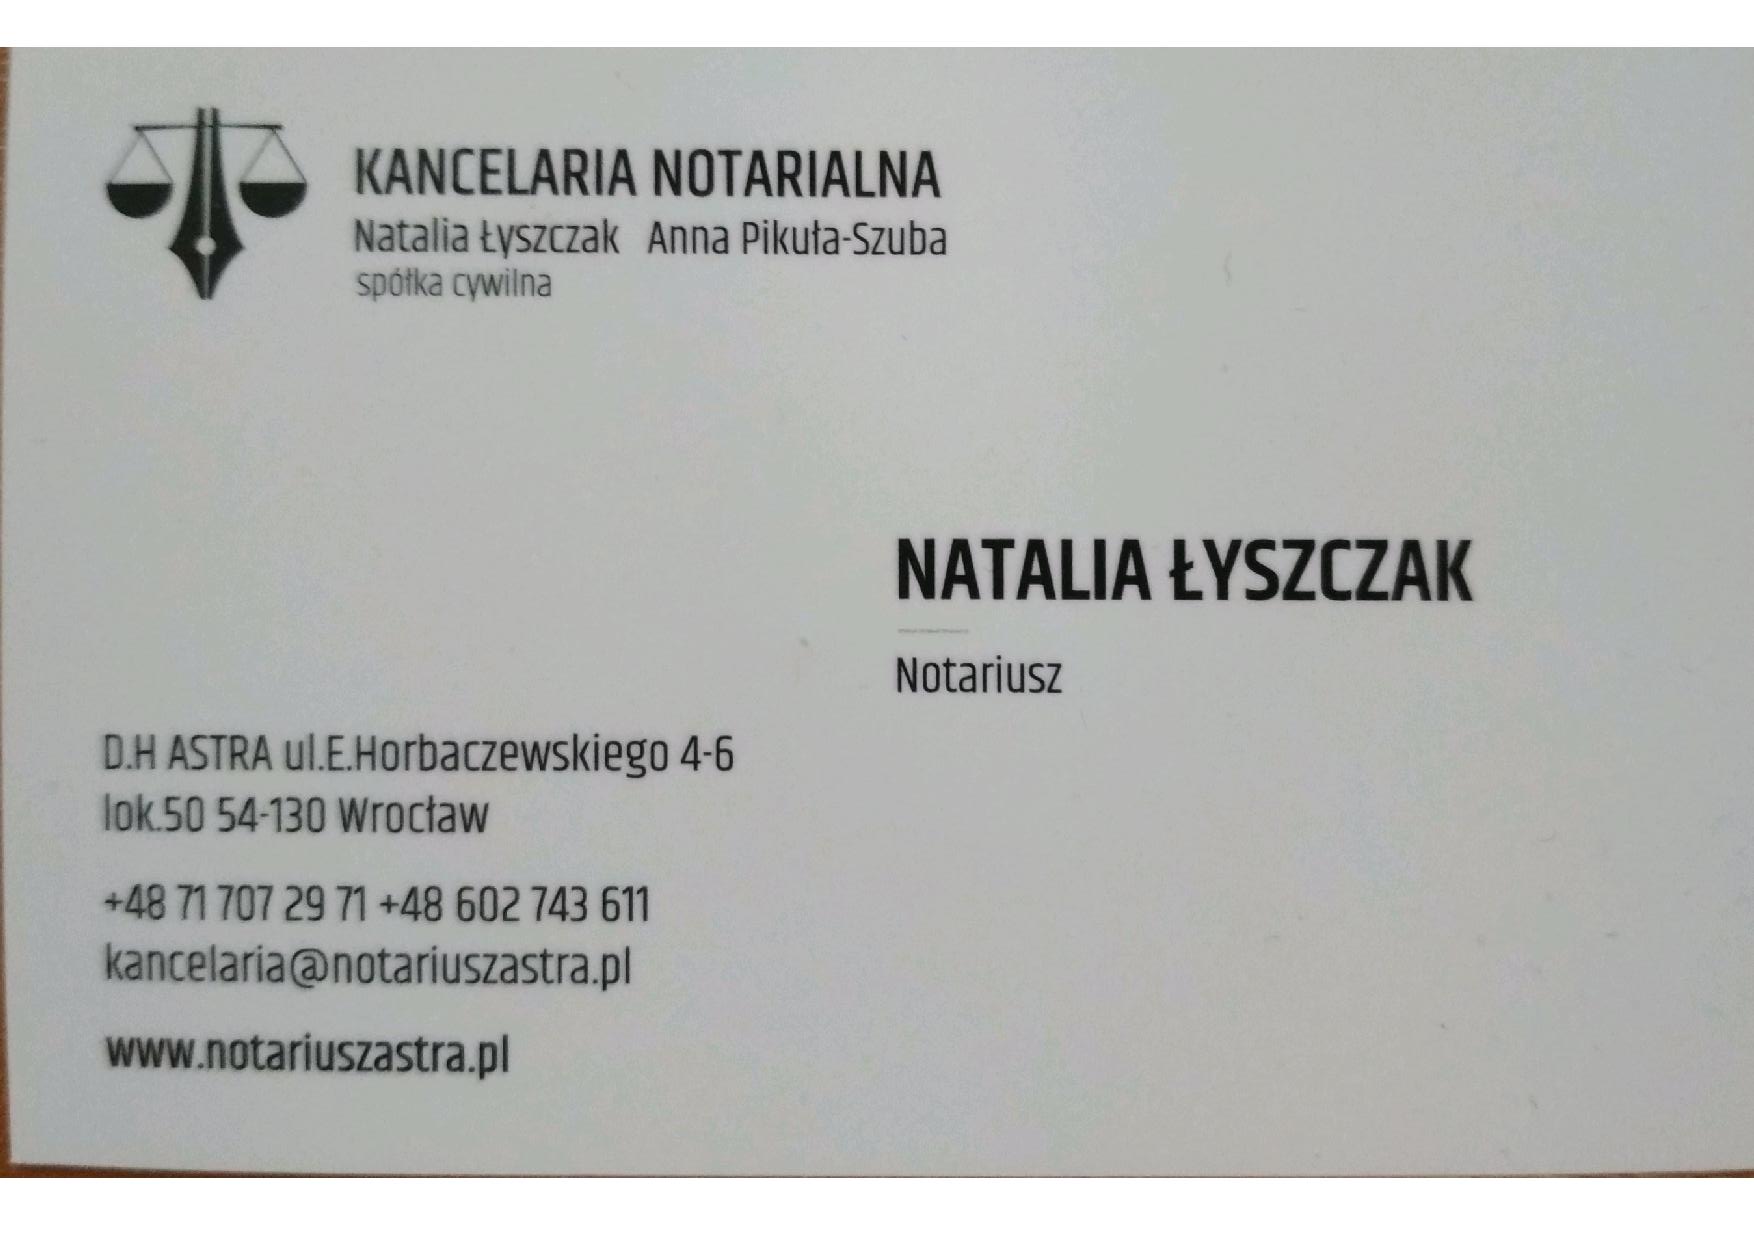 KANCELARIA NOTARIALNA
Natalia Łyszczak Anna Pikuła-Szuba
spółka cywilna
NATALIA ŁYSZCZAK
Notariusz
D.H ASTRA ul.E.Horbaczewskiego 4-6
lok.50 54-130 Wrocław
+48 71 707 29 71 +48 602 743 611
kancelaria@notariuszastra.pl
www.notariuszastra.pl